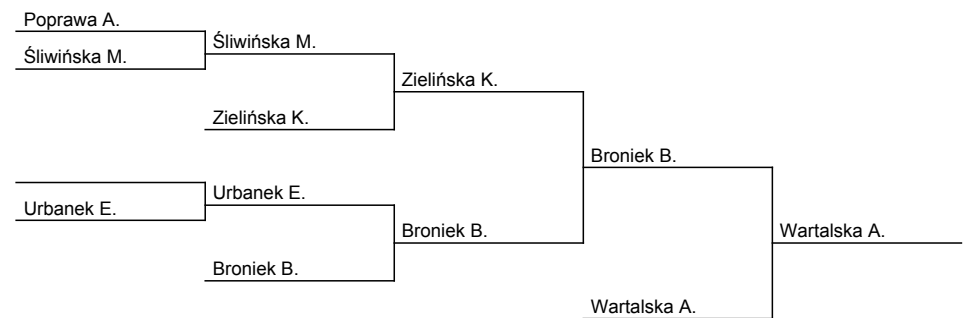 Poprawa A.
Śliwińska M.
Śliwińska M.
Zielińska K.
Zielińska K.
Broniek B.
Urbanek E.
Urbanek E.
Broniek B.
Wartalska A.
Broniek B.
Wartalska A.